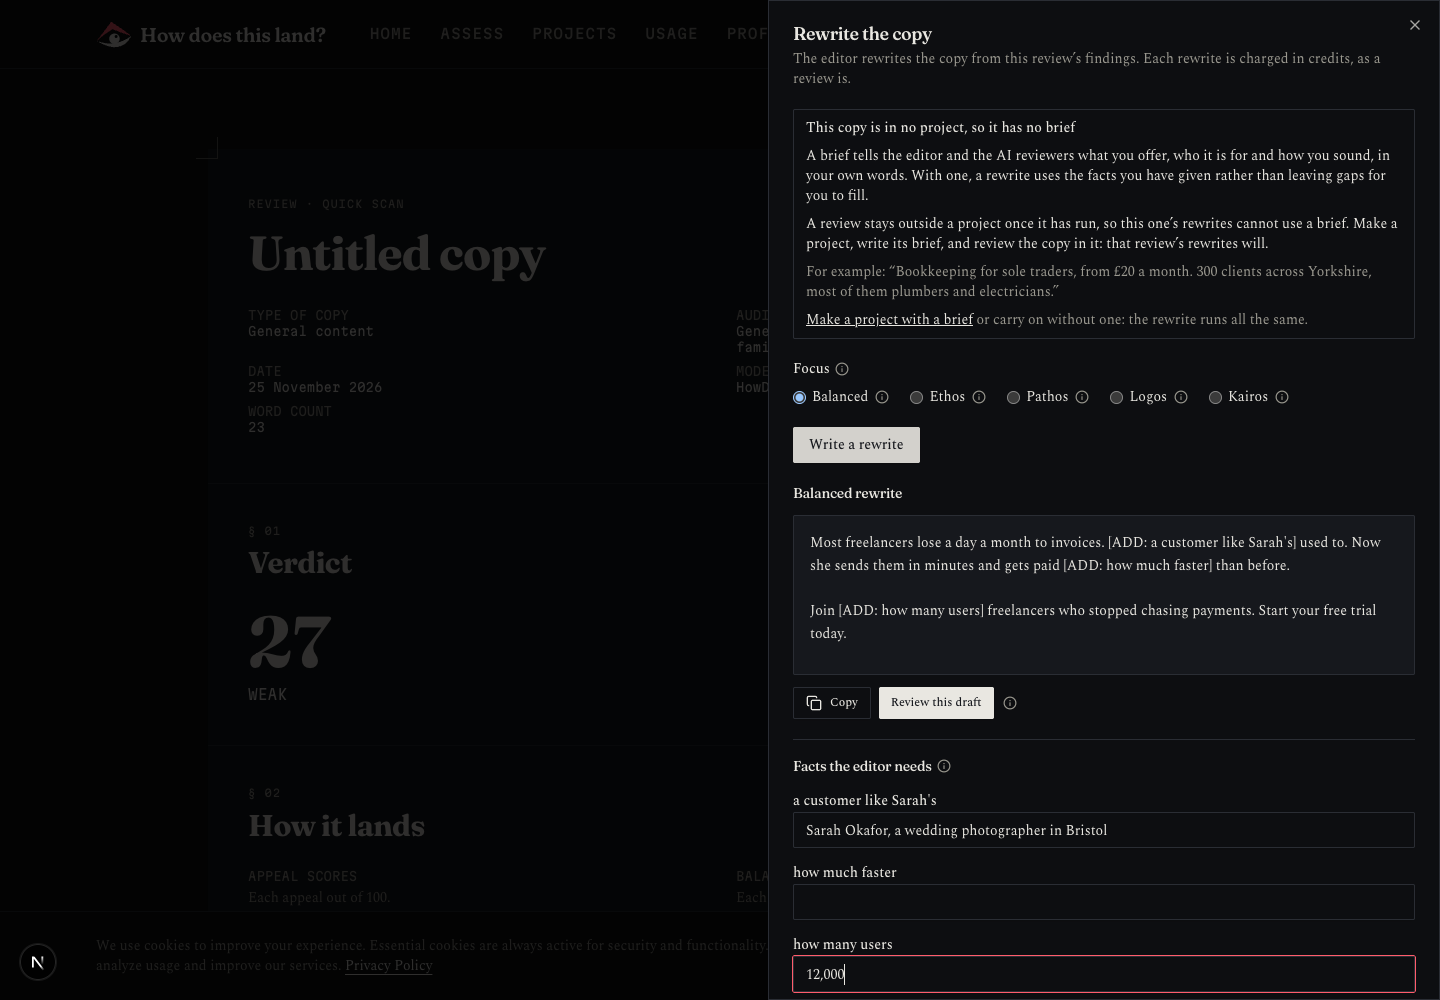 How does this land?
HOME
ASSESS
PROJECTS
USAGE
PROF
REVIEW · QUICK SCAN
Untitled copy
TYPE OF COPY
General content
AUDI
Gene
fami
DATE
25 November 2026
MODE
HowD
WORD COUNT
23
§ 01
Verdict
27
WEAK
§ 02
How it lands
APPEAL SCORES
Each appeal out of 100.
BALA
Each
We use cookies to improve your experience. Essential cookies are always active for security and functionality.
analyze usage and improve our services. Privacy Policy
N
Rewrite the copy
The editor rewrites the copy from this review’s findings. Each rewrite is charged in credits, as a
review is.
This copy is in no project, so it has no brief
A brief tells the editor and the AI reviewers what you offer, who it is for and how you sound, in
your own words. With one, a rewrite uses the facts you have given rather than leaving gaps for
you to fill.
A review stays outside a project once it has run, so this one’s rewrites cannot use a brief. Make a
project, write its brief, and review the copy in it: that review’s rewrites will.
For example: “Bookkeeping for sole traders, from £20 a month. 300 clients across Yorkshire,
most of them plumbers and electricians.”
Make a project with a brief or carry on without one: the rewrite runs all the same.
Focus
Balanced
Ethos
Pathos
Logos
Kairos
Write a rewrite
Balanced rewrite
Most freelancers lose a day a month to invoices. [ADD: a customer like Sarah's] used to. Now
she sends them in minutes and gets paid [ADD: how much faster] than before.
Join [ADD: how many users] freelancers who stopped chasing payments. Start your free trial
today.
Copy
Review this draft
Facts the editor needs
a customer like Sarah's
Sarah Okafor, a wedding photographer in Bristol
how much faster
how many users
12,000